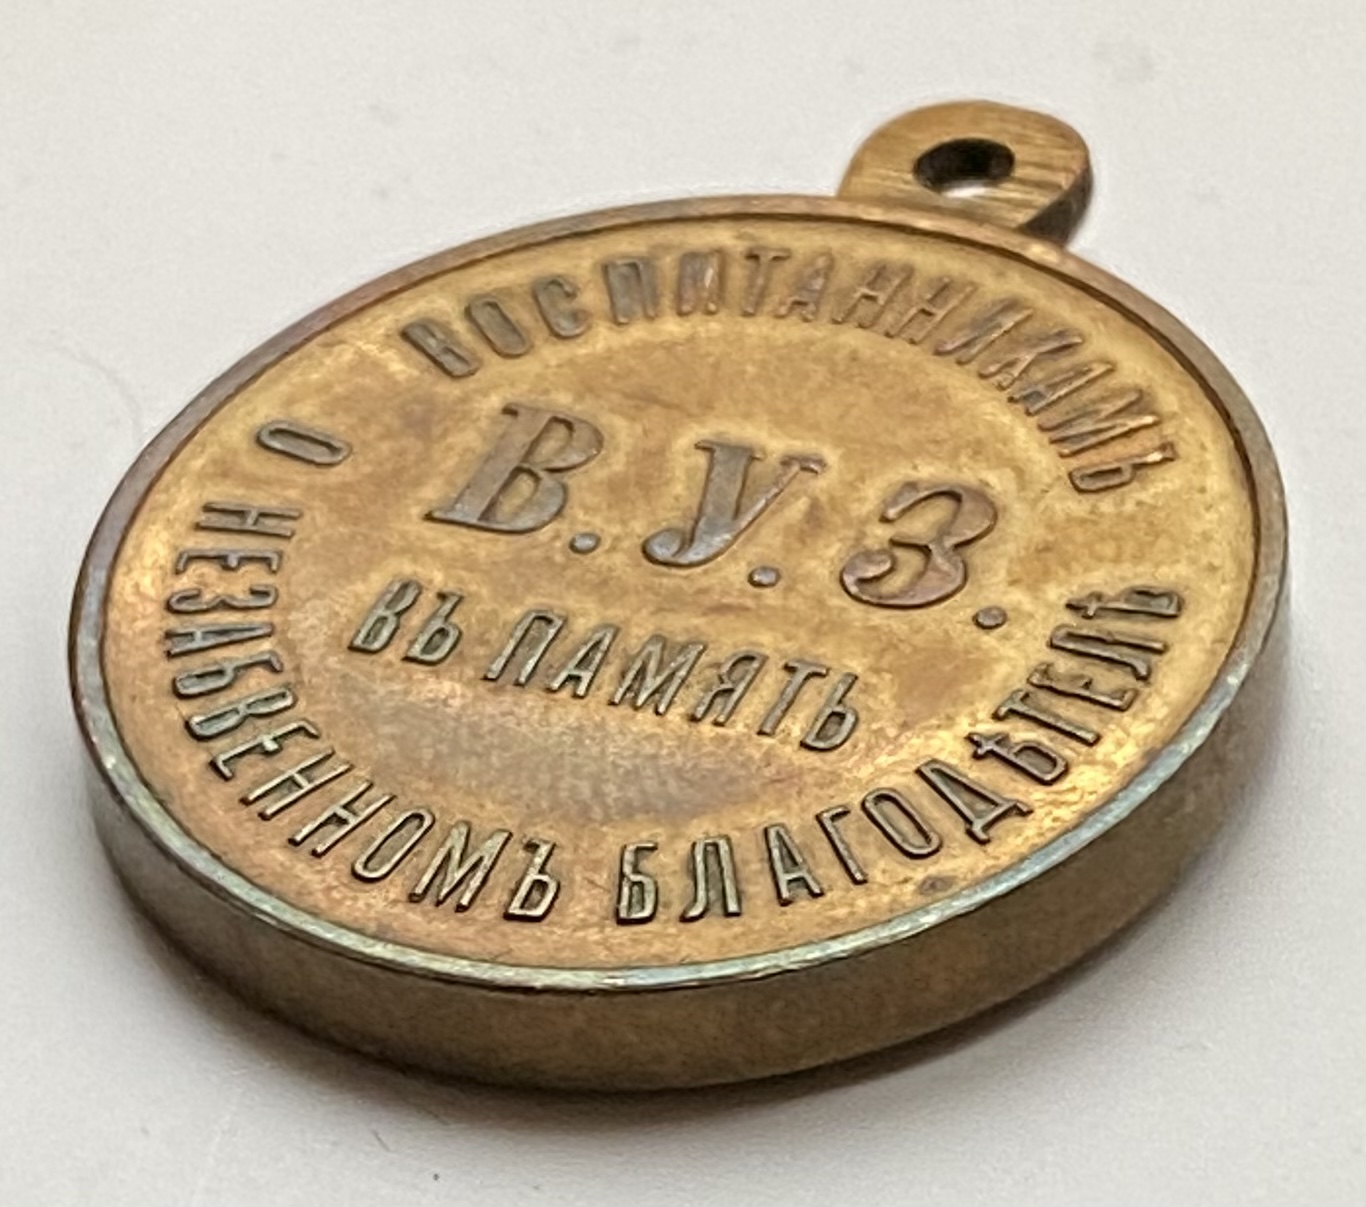 ВОСПИТАННИКАМЪ
В.У.З.
ВЪ ПАМЯТЬ
О НЕЗАБВЕННОМЪ БЛАГОДѢТЕЛѢ